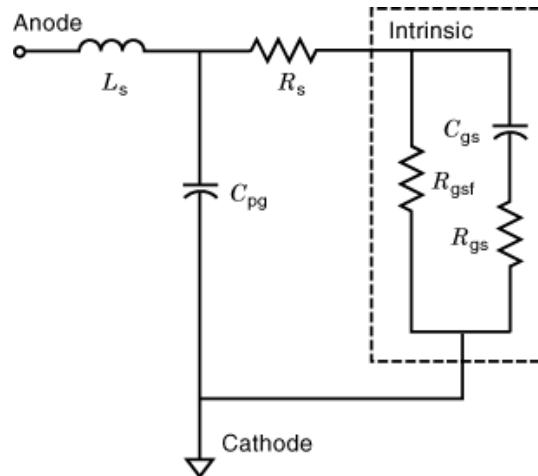 Anode
Intrinsic
L_s
R_s
C_gs
R_gsf
C_pg
R_gs
Cathode